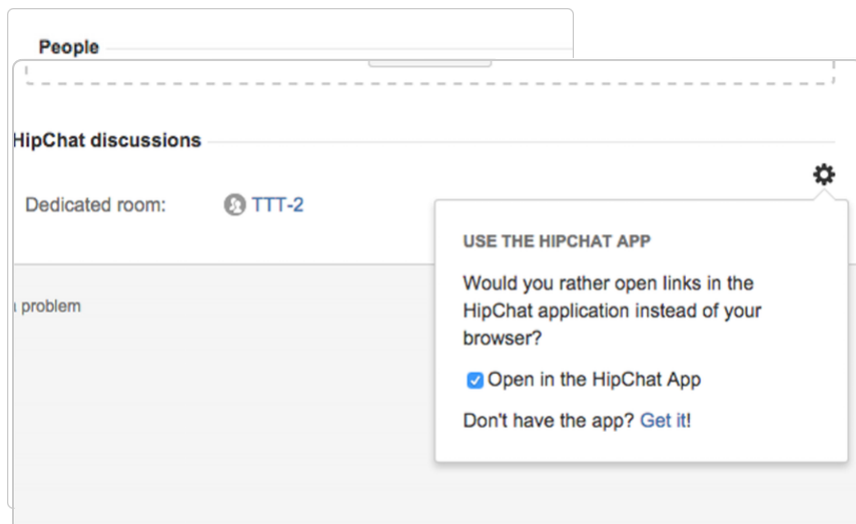 People
HipChat discussions
Dedicated room: TTT-2
USE THE HIPCHAT APP
Would you rather open links in the
HipChat application instead of your
browser?
Open in the HipChat App
Don't have the app? Get it!
problem